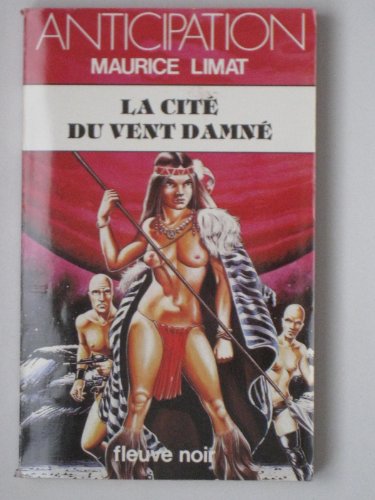 ANTICIPATION
MAURICE LIMAT
LA CITÉ
DU VENT DAMNÉ
fleuve noir